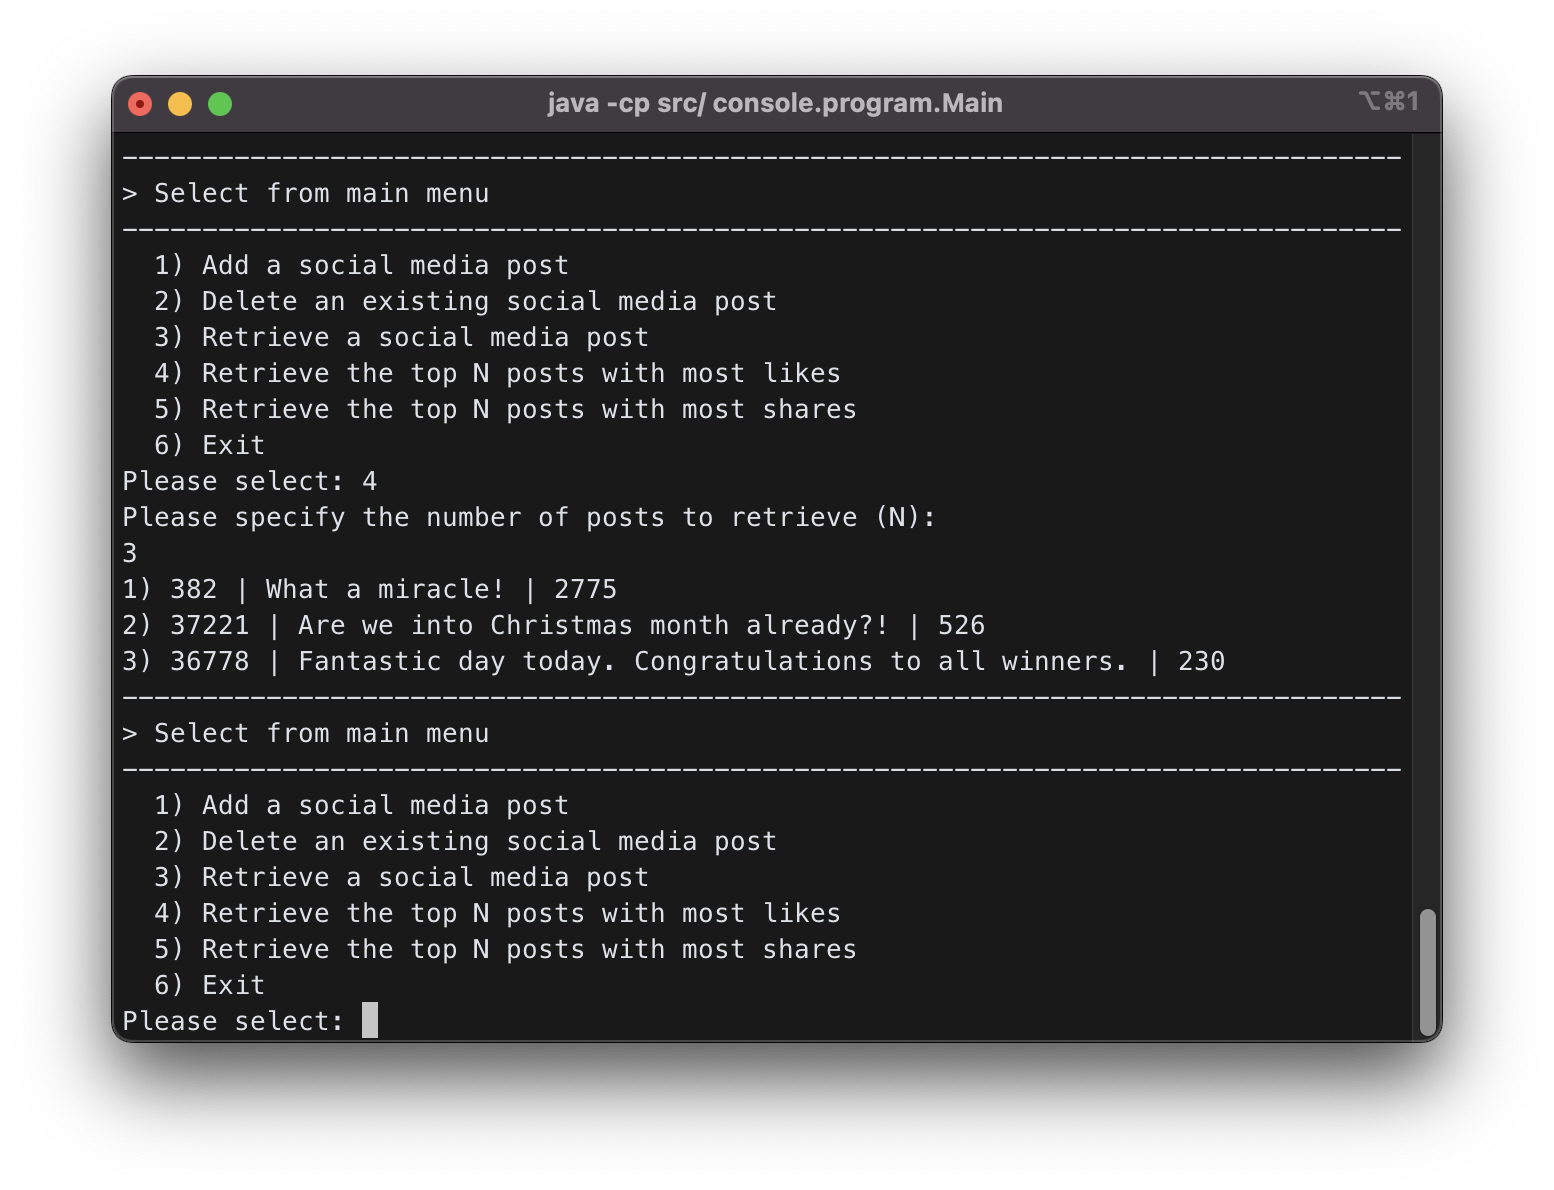 java -cp src/ console.program.Main
⌥⌘1
--------------------------------------------------------------------------------
> Select from main menu
--------------------------------------------------------------------------------
  1) Add a social media post
  2) Delete an existing social media post
  3) Retrieve a social media post
  4) Retrieve the top N posts with most likes
  5) Retrieve the top N posts with most shares
  6) Exit
Please select: 4
Please specify the number of posts to retrieve (N):
3
1) 382 | What a miracle! | 2775
2) 37221 | Are we into Christmas month already?! | 526
3) 36778 | Fantastic day today. Congratulations to all winners. | 230
--------------------------------------------------------------------------------
> Select from main menu
--------------------------------------------------------------------------------
  1) Add a social media post
  2) Delete an existing social media post
  3) Retrieve a social media post
  4) Retrieve the top N posts with most likes
  5) Retrieve the top N posts with most shares
  6) Exit
Please select: